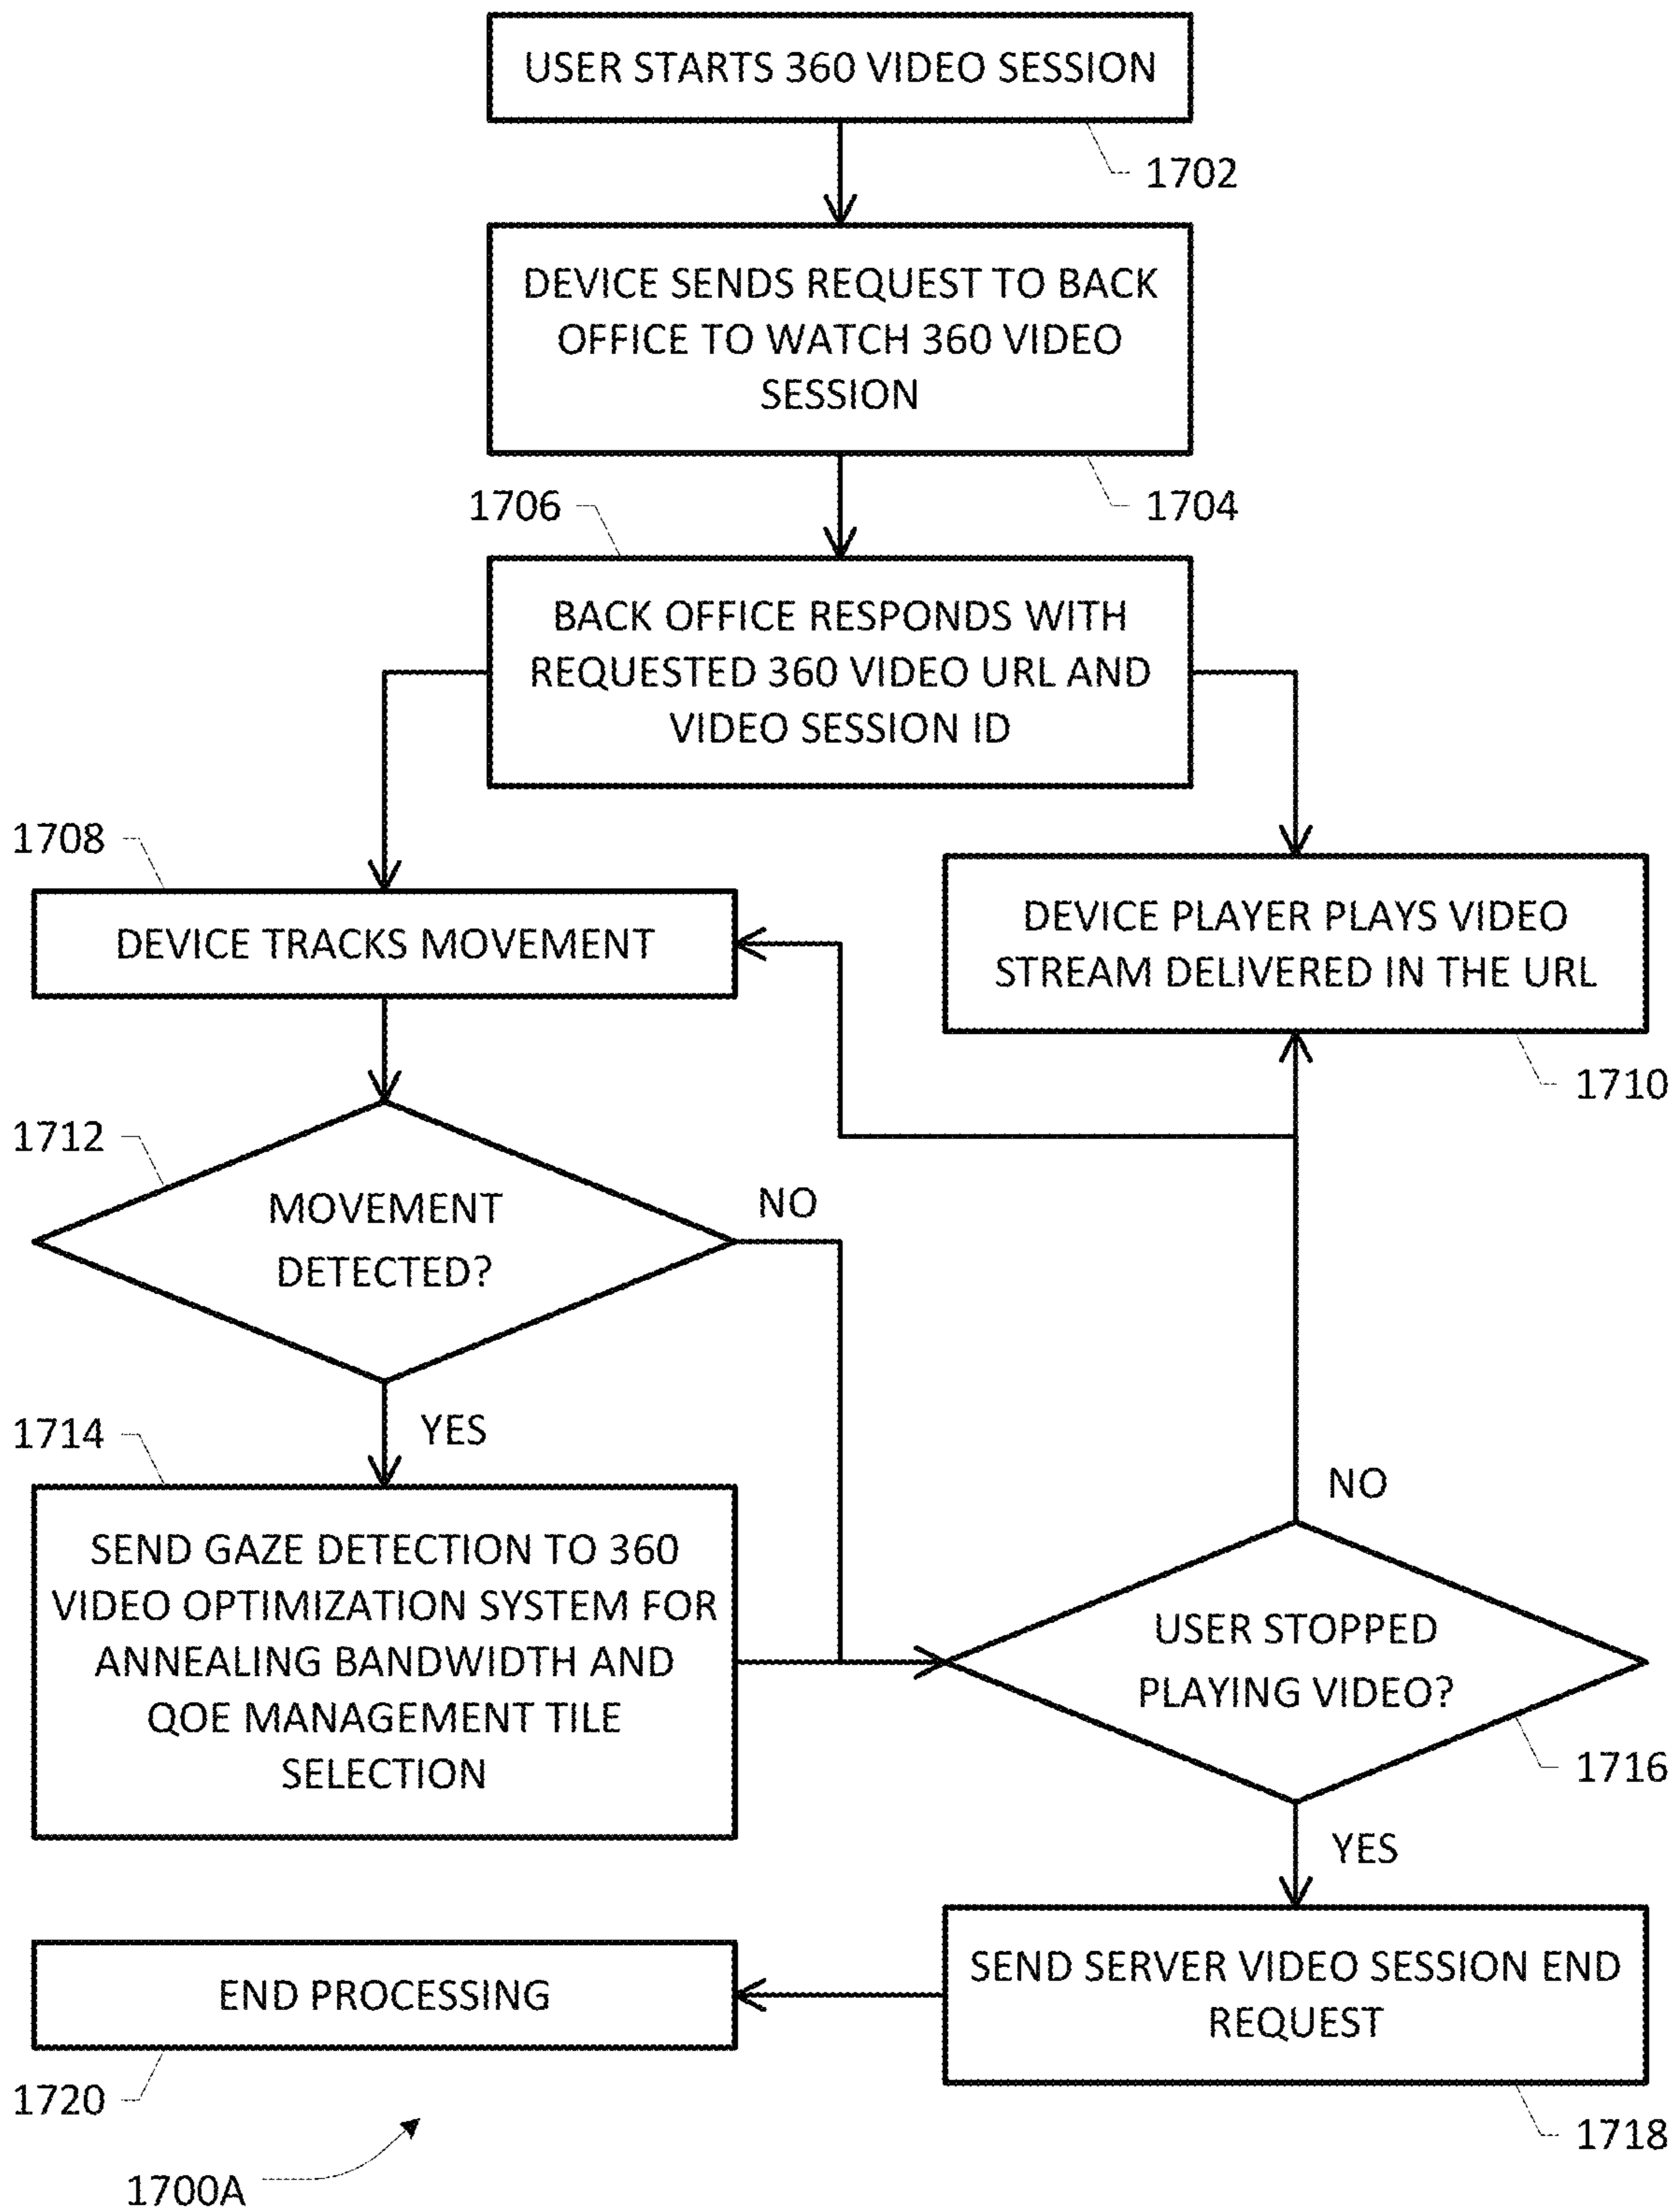 USER STARTS 360 VIDEO SESSION
1702
DEVICE SENDS REQUEST TO BACK
OFFICE TO WATCH 360 VIDEO
SESSION
1704
1706
BACK OFFICE RESPONDS WITH
REQUESTED 360 VIDEO URL AND
VIDEO SESSION ID
1708
DEVICE TRACKS MOVEMENT
DEVICE PLAYER PLAYS VIDEO
STREAM DELIVERED IN THE URL
1710
1712
MOVEMENT
DETECTED?
NO
YES
1714
SEND GAZE DETECTION TO 360
VIDEO OPTIMIZATION SYSTEM FOR
ANNEALING BANDWIDTH AND
QOE MANAGEMENT TILE
SELECTION
NO
USER STOPPED
PLAYING VIDEO?
1716
YES
SEND SERVER VIDEO SESSION END
REQUEST
1718
END PROCESSING
1720
1700A